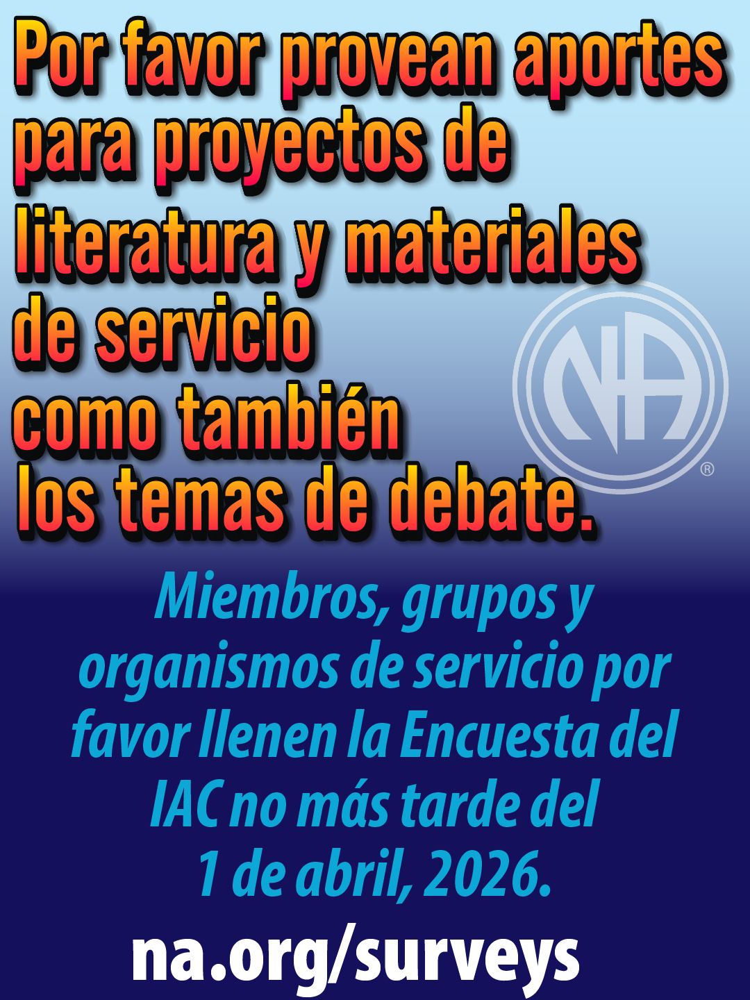 Por favor provean aportes
para proyectos de
literatura y materiales
de servicio
como también
los temas de debate.
NA
®
Miembros, grupos y
organismos de servicio por
favor llenen la Encuesta del
IAC no más tarde del
1 de abril, 2026.
na.org/surveys